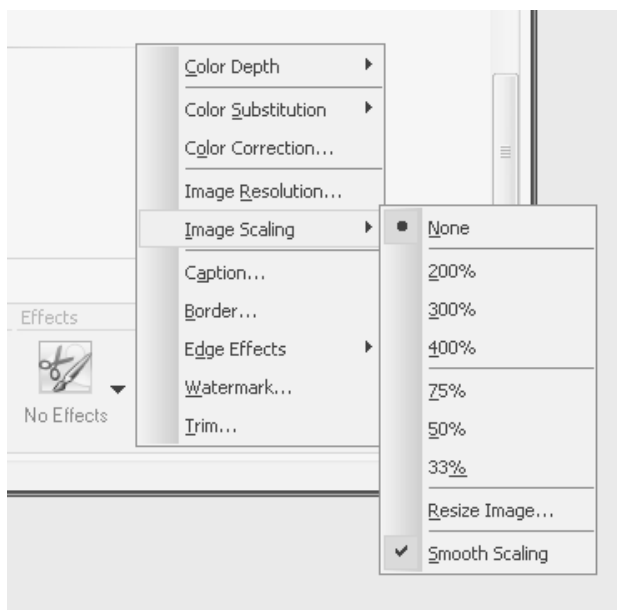 Color Depth
Color Substitution
Color Correction...
Image Resolution...
Image Scaling
Caption...
Border...
Edge Effects
Watermark...
Trim...
None
200%
300%
400%
75%
50%
33%
Resize Image...
Smooth Scaling
Effects
No Effects